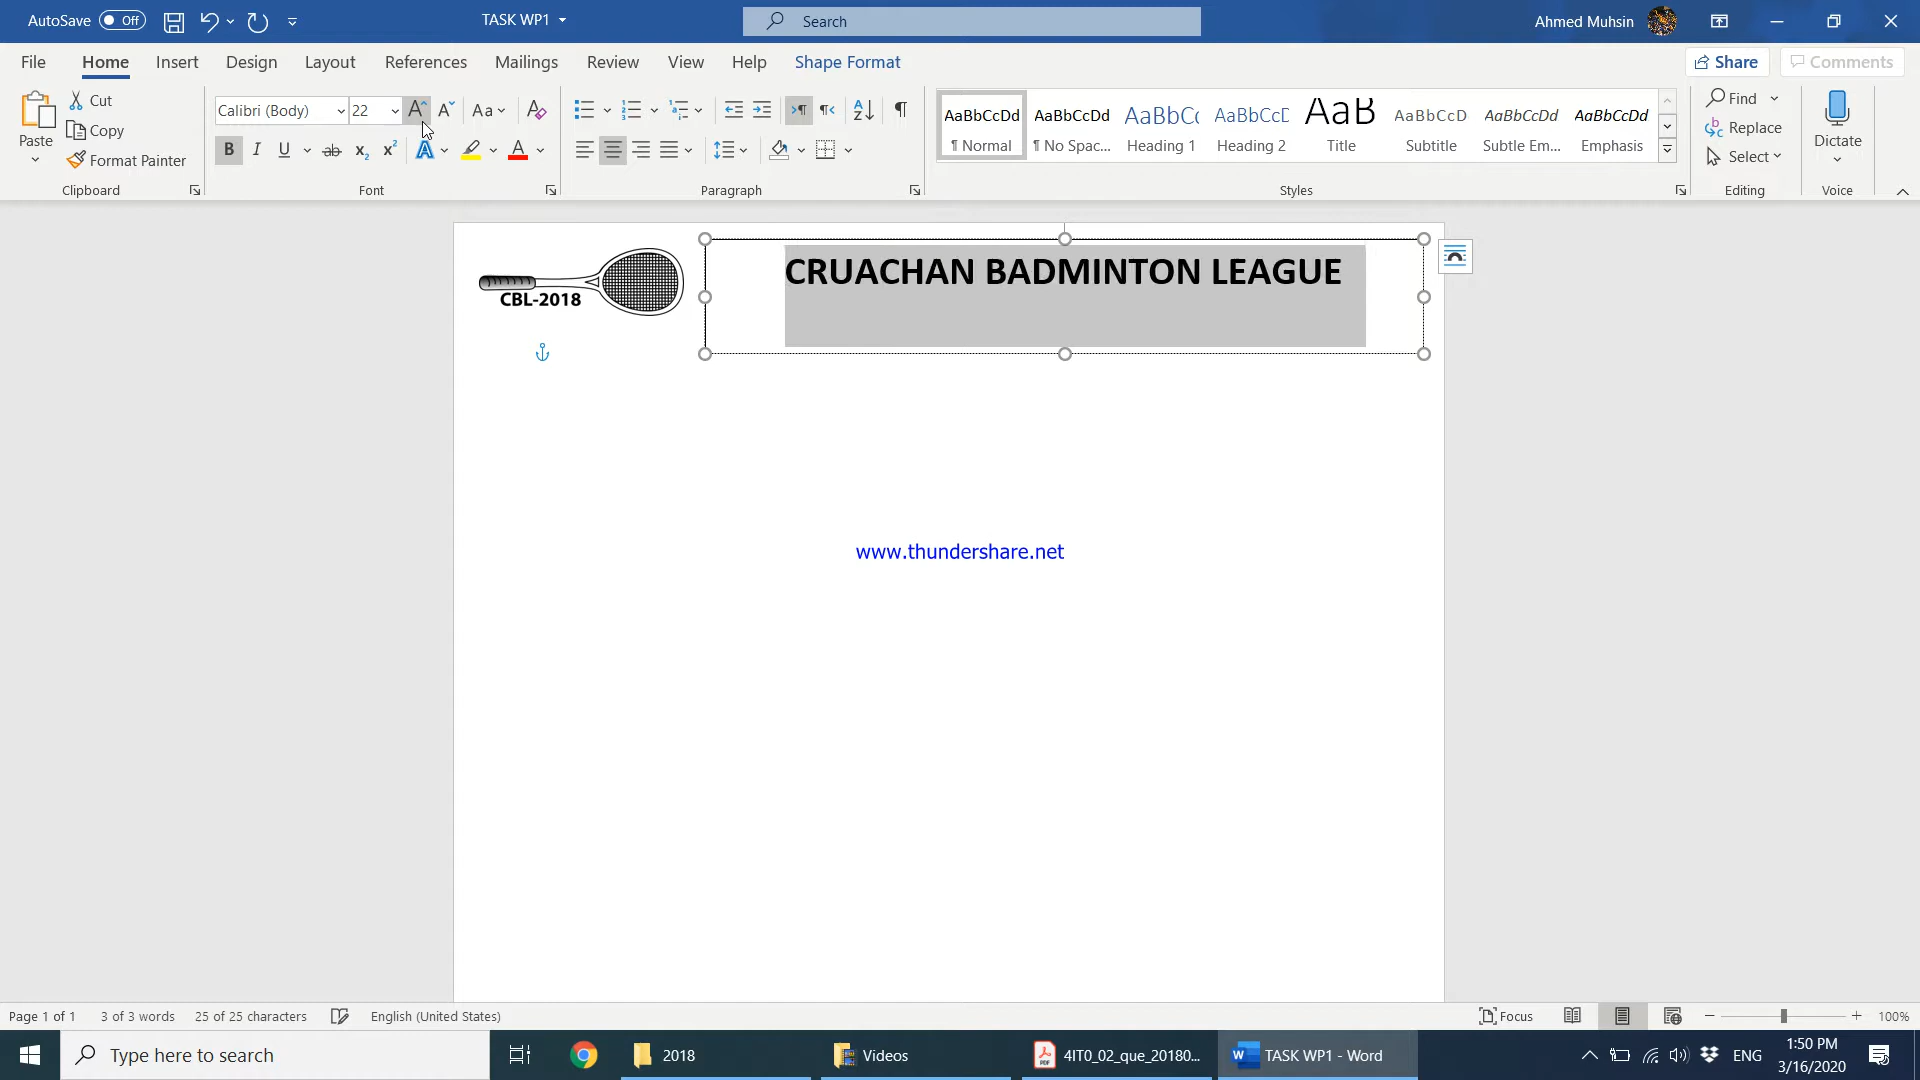 AutoSave Off
TASK WP1
Search
Ahmed Muhsin
File Home Insert Design Layout References Mailings Review View Help Shape Format
Share Comments
Paste
Cut
Copy
Format Painter
Clipboard
Calibri (Body) 22
Font
Paragraph
AaBbCcDd AaBbCcDd AaBbCc AaBbCcE AaB AaBbCcD AaBbCcDd AaBbCcDd
¶ Normal ¶ No Spac... Heading 1 Heading 2 Title Subtitle Subtle Em... Emphasis
Styles
Find
Replace
Select
Editing
Dictate
Voice
CBL-2018
CRUACHAN BADMINTON LEAGUE
www.thundershare.net
Page 1 of 1 3 of 3 words 25 of 25 characters English (United States)
Focus 100%
Type here to search
2018
Videos
4IT0_02_que_20180...
TASK WP1 - Word
ENG
1:50 PM
3/16/2020